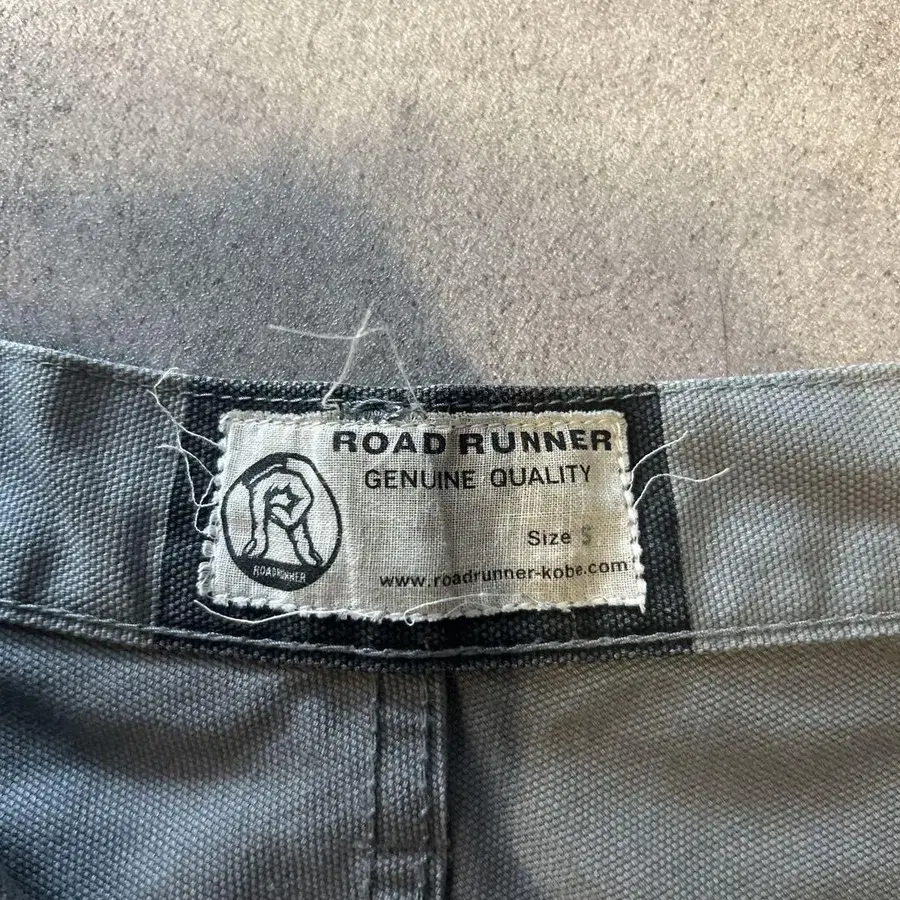 ROAD RUNNER
GENUINE QUALITY
Size S
www.roadrunner-kobe.com
ROADRUNNER